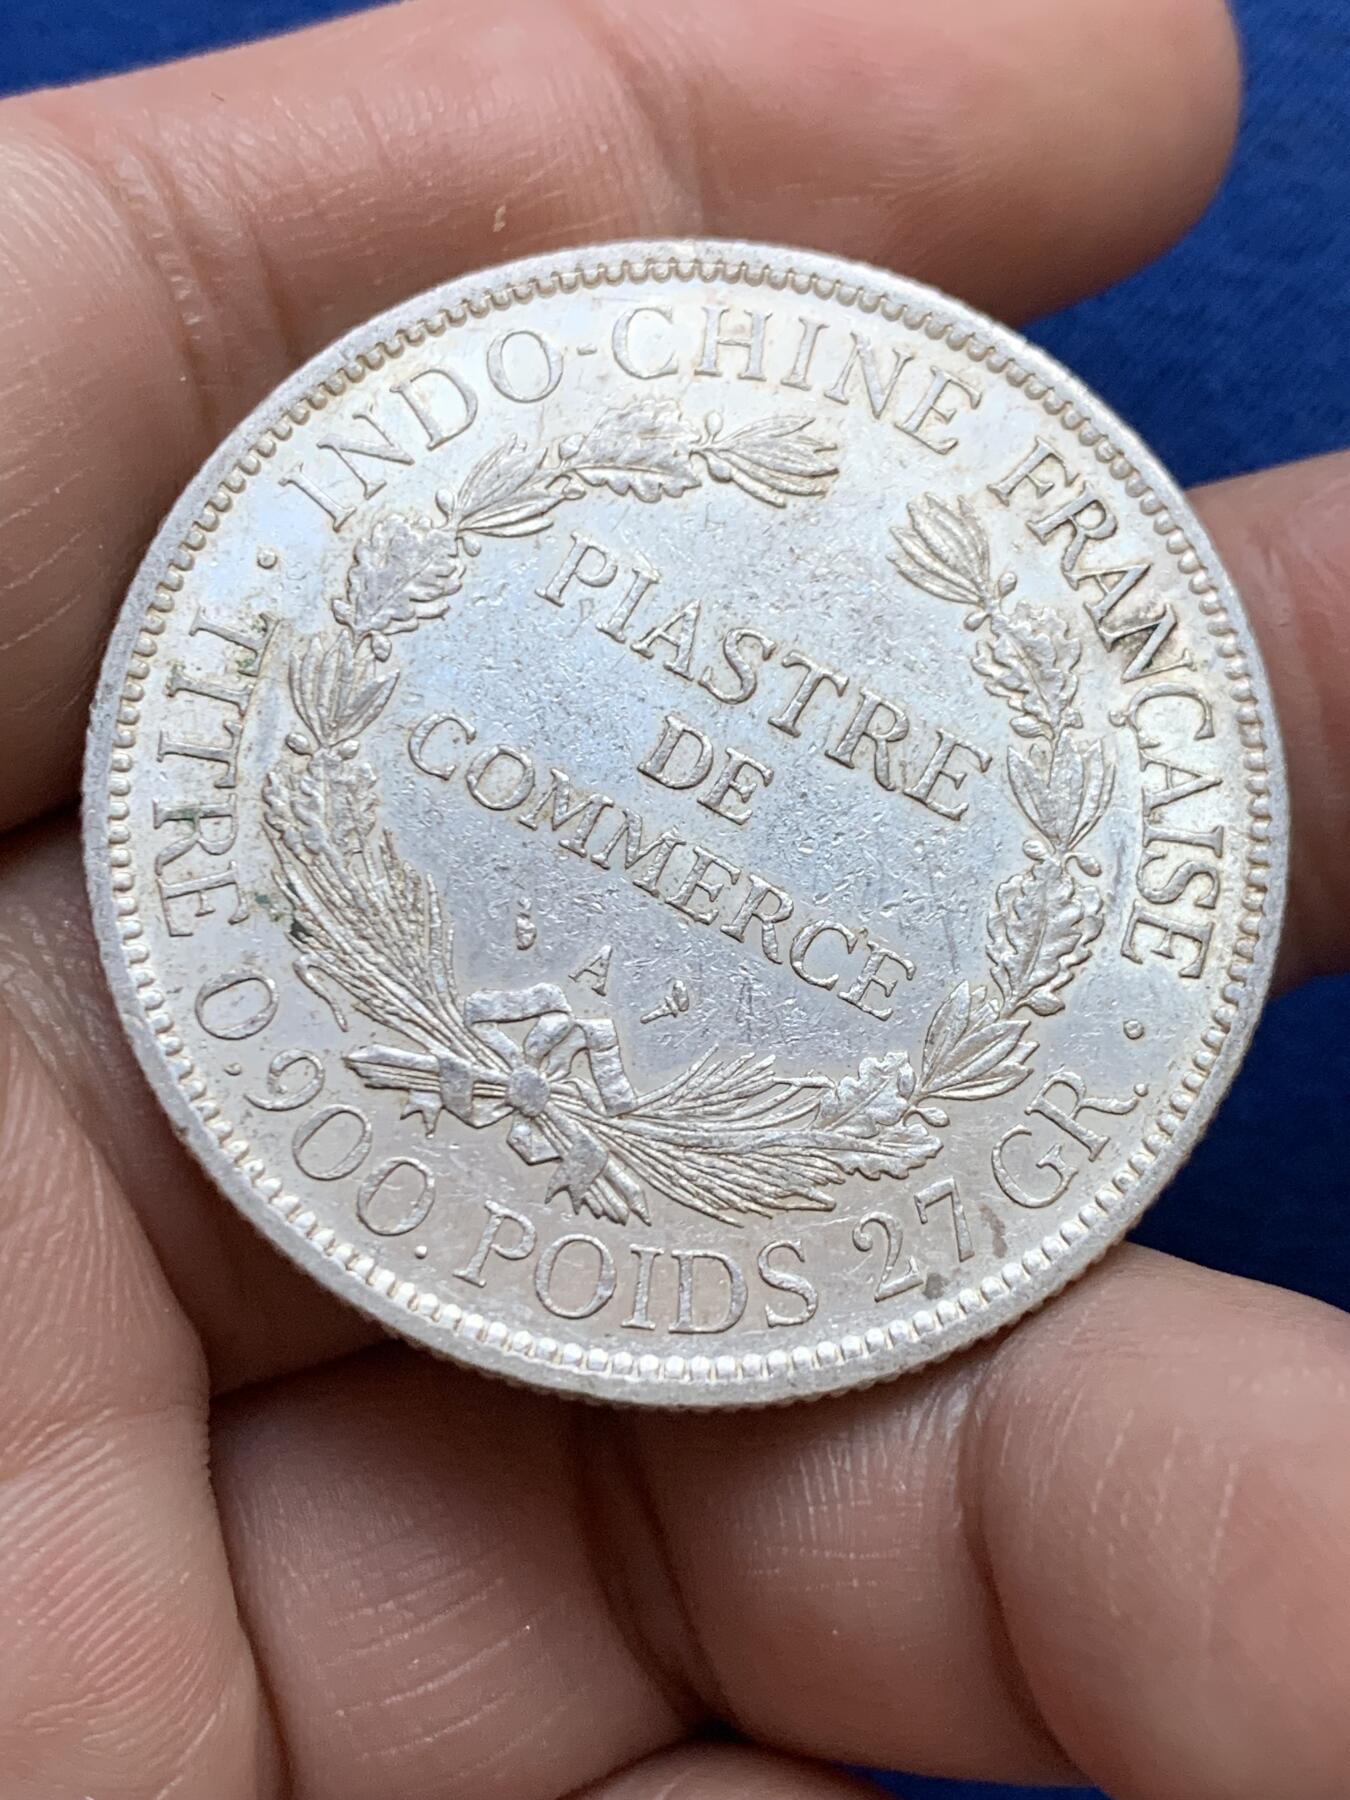 INDO-CHINE FRANÇAISE
PIASTRE
DE
COMMERCE
A
· TITRE 0,900. POIDS 27 GR. ·